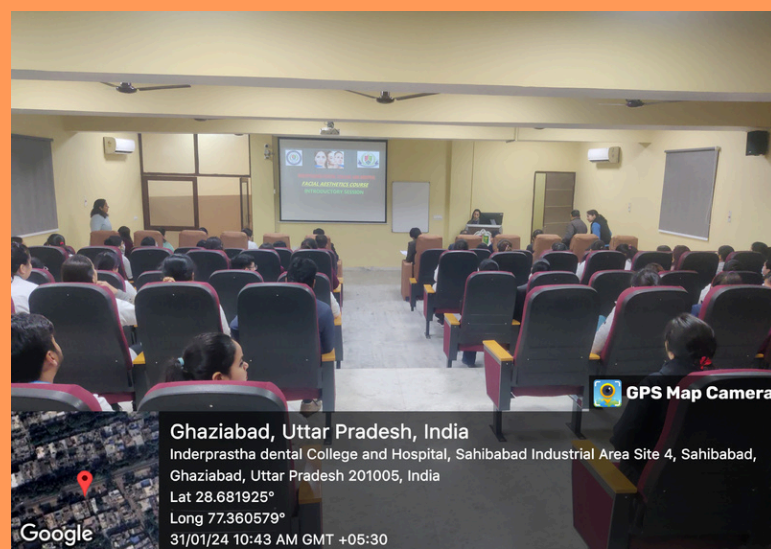 FACIAL AESTHETICS COURSE
INTRODUCTORY SESSION
GPS Map Camera
Ghaziabad, Uttar Pradesh, India
Inderprastha dental College and Hospital, Sahibabad Industrial Area Site 4, Sahibabad,
Ghaziabad, Uttar Pradesh 201005, India
Lat 28.681925°
Long 77.360579°
31/01/24 10:43 AM GMT +05:30
Google